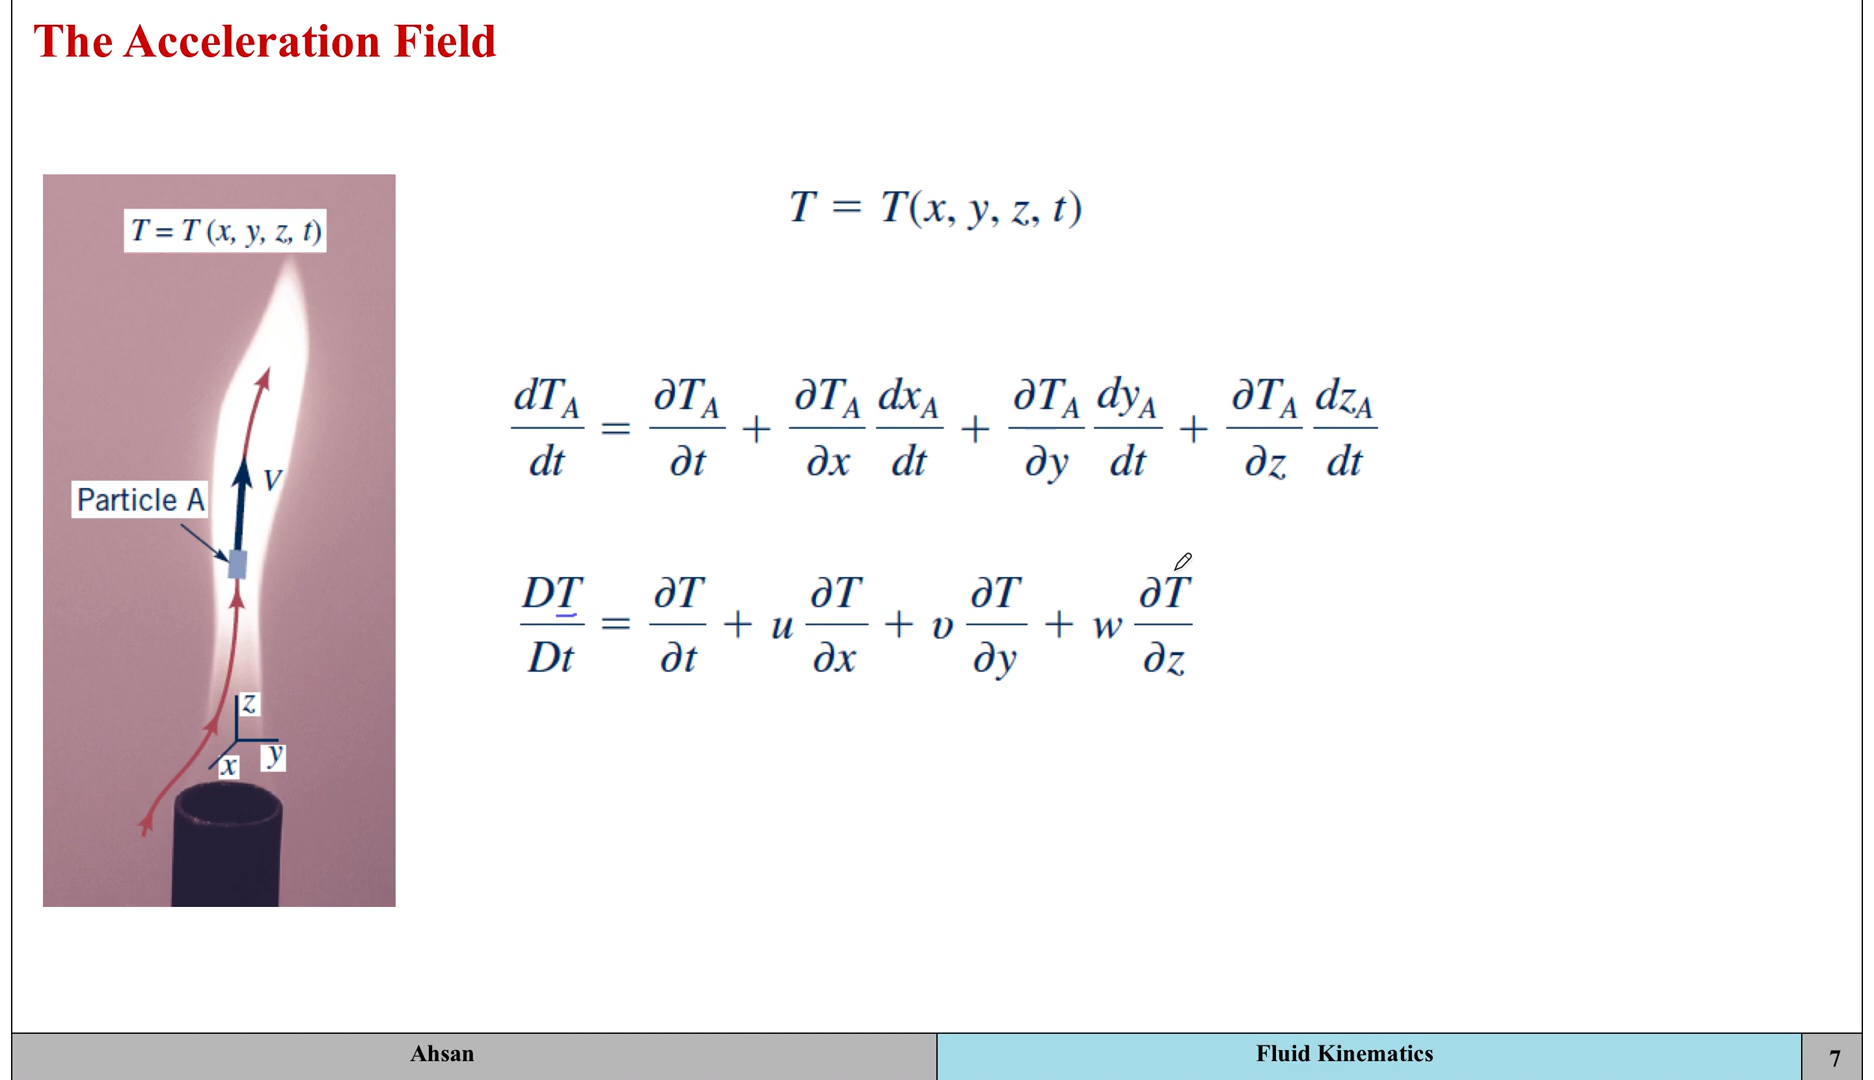 The Acceleration Field
T = T (x, y, z, t)
Particle A
V
z
y
x
T = T(x, y, z, t)
dT_A/dt = ∂T_A/∂t + ∂T_A/∂x dx_A/dt + ∂T_A/∂y dy_A/dt + ∂T_A/∂z dz_A/dt
DT/Dt = ∂T/∂t + u ∂T/∂x + υ ∂T/∂y + w ∂T/∂z
Ahsan
Fluid Kinematics
7